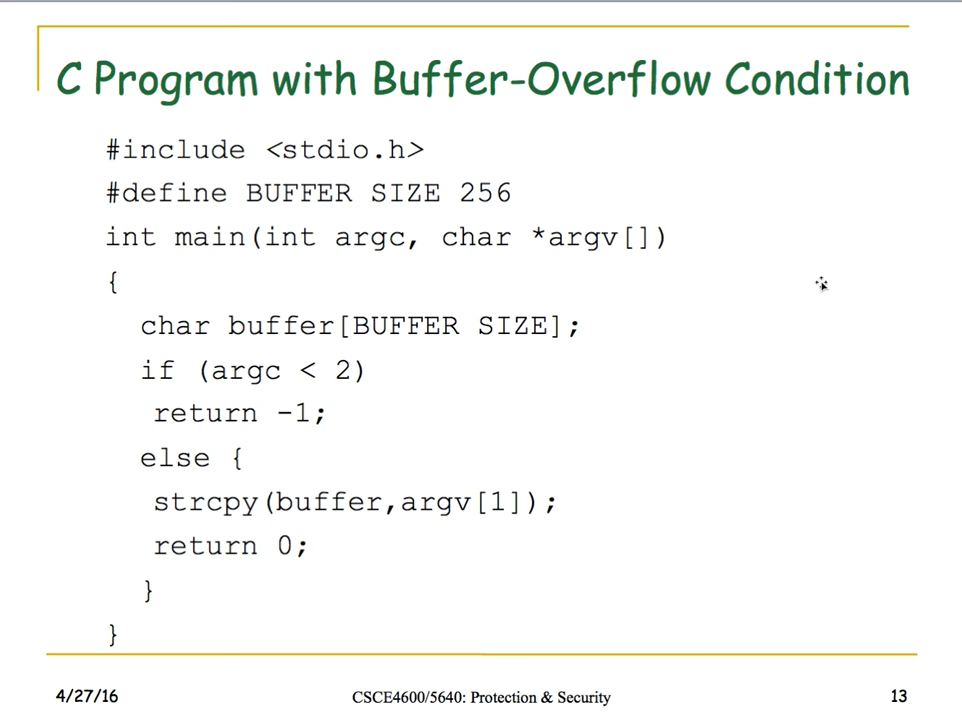 C Program with Buffer-Overflow Condition
#include <stdio.h>
#define BUFFER SIZE 256
int main(int argc, char *argv[])
{
char buffer[BUFFER SIZE];
if (argc < 2)
return -1;
else {
strcpy(buffer,argv[1]);
return 0;
}
}
4/27/16 CSCE4600/5640: Protection & Security 13